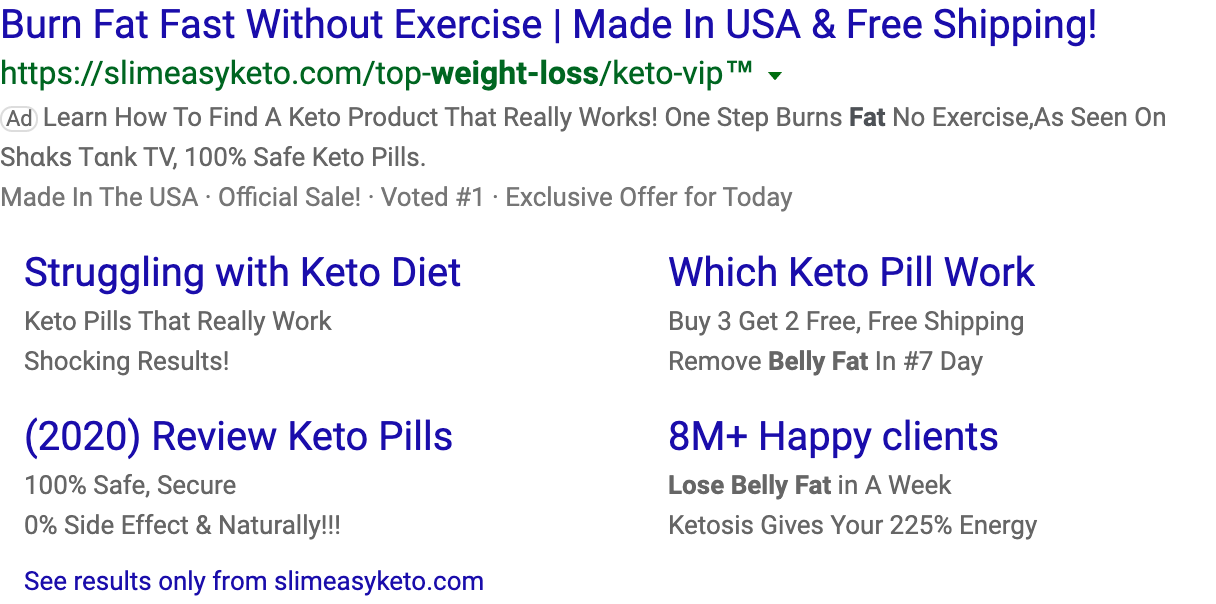 Burn Fat Fast Without Exercise | Made In USA & Free Shipping!
https://slimeasyketo.com/top-weight-loss/keto-vip™
Ad Learn How To Find A Keto Product That Really Works! One Step Burns Fat No Exercise,As Seen On
Shɑks Tɑnk TV, 100% Safe Keto Pills.
Made In The USA · Official Sale! · Voted #1 · Exclusive Offer for Today
Struggling with Keto Diet
Keto Pills That Really Work
Shocking Results!
Which Keto Pill Work
Buy 3 Get 2 Free, Free Shipping
Remove Belly Fat In #7 Day
(2020) Review Keto Pills
100% Safe, Secure
0% Side Effect & Naturally!!!
8M+ Happy clients
Lose Belly Fat in A Week
Ketosis Gives Your 225% Energy
See results only from slimeasyketo.com